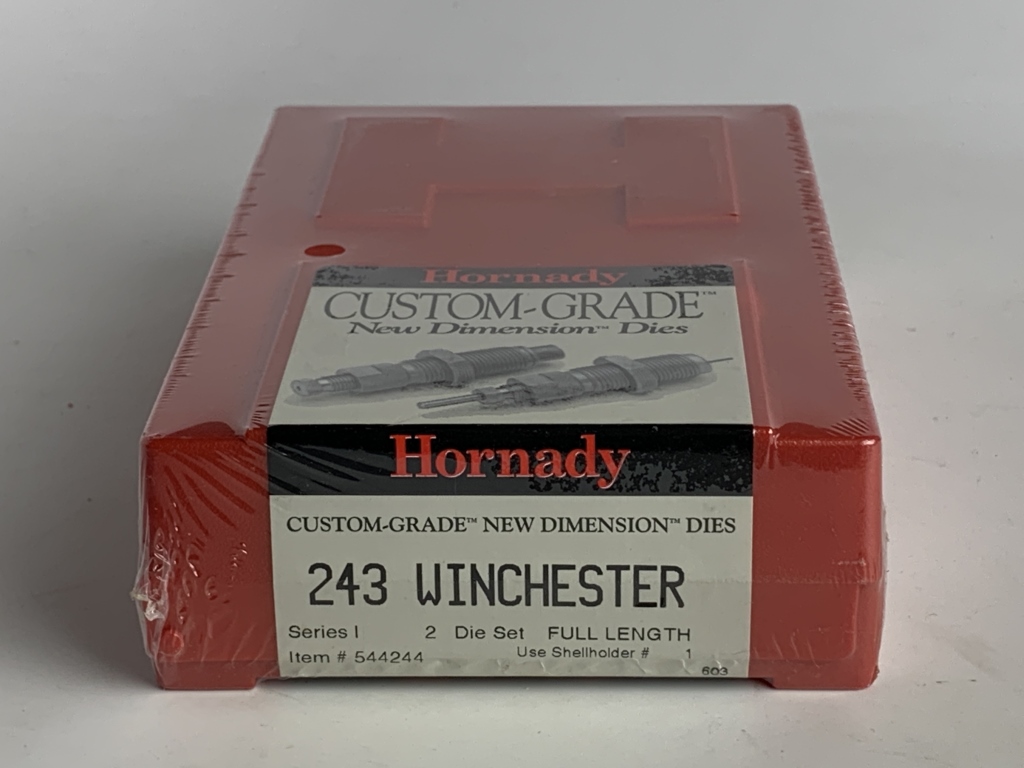 Hornady
CUSTOM-GRADE™
New Dimension™ Dies
Hornady
CUSTOM-GRADE™ NEW DIMENSION™ DIES
243 WINCHESTER
Series I 2 Die Set FULL LENGTH
Item # 544244 Use Shellholder # 1
603